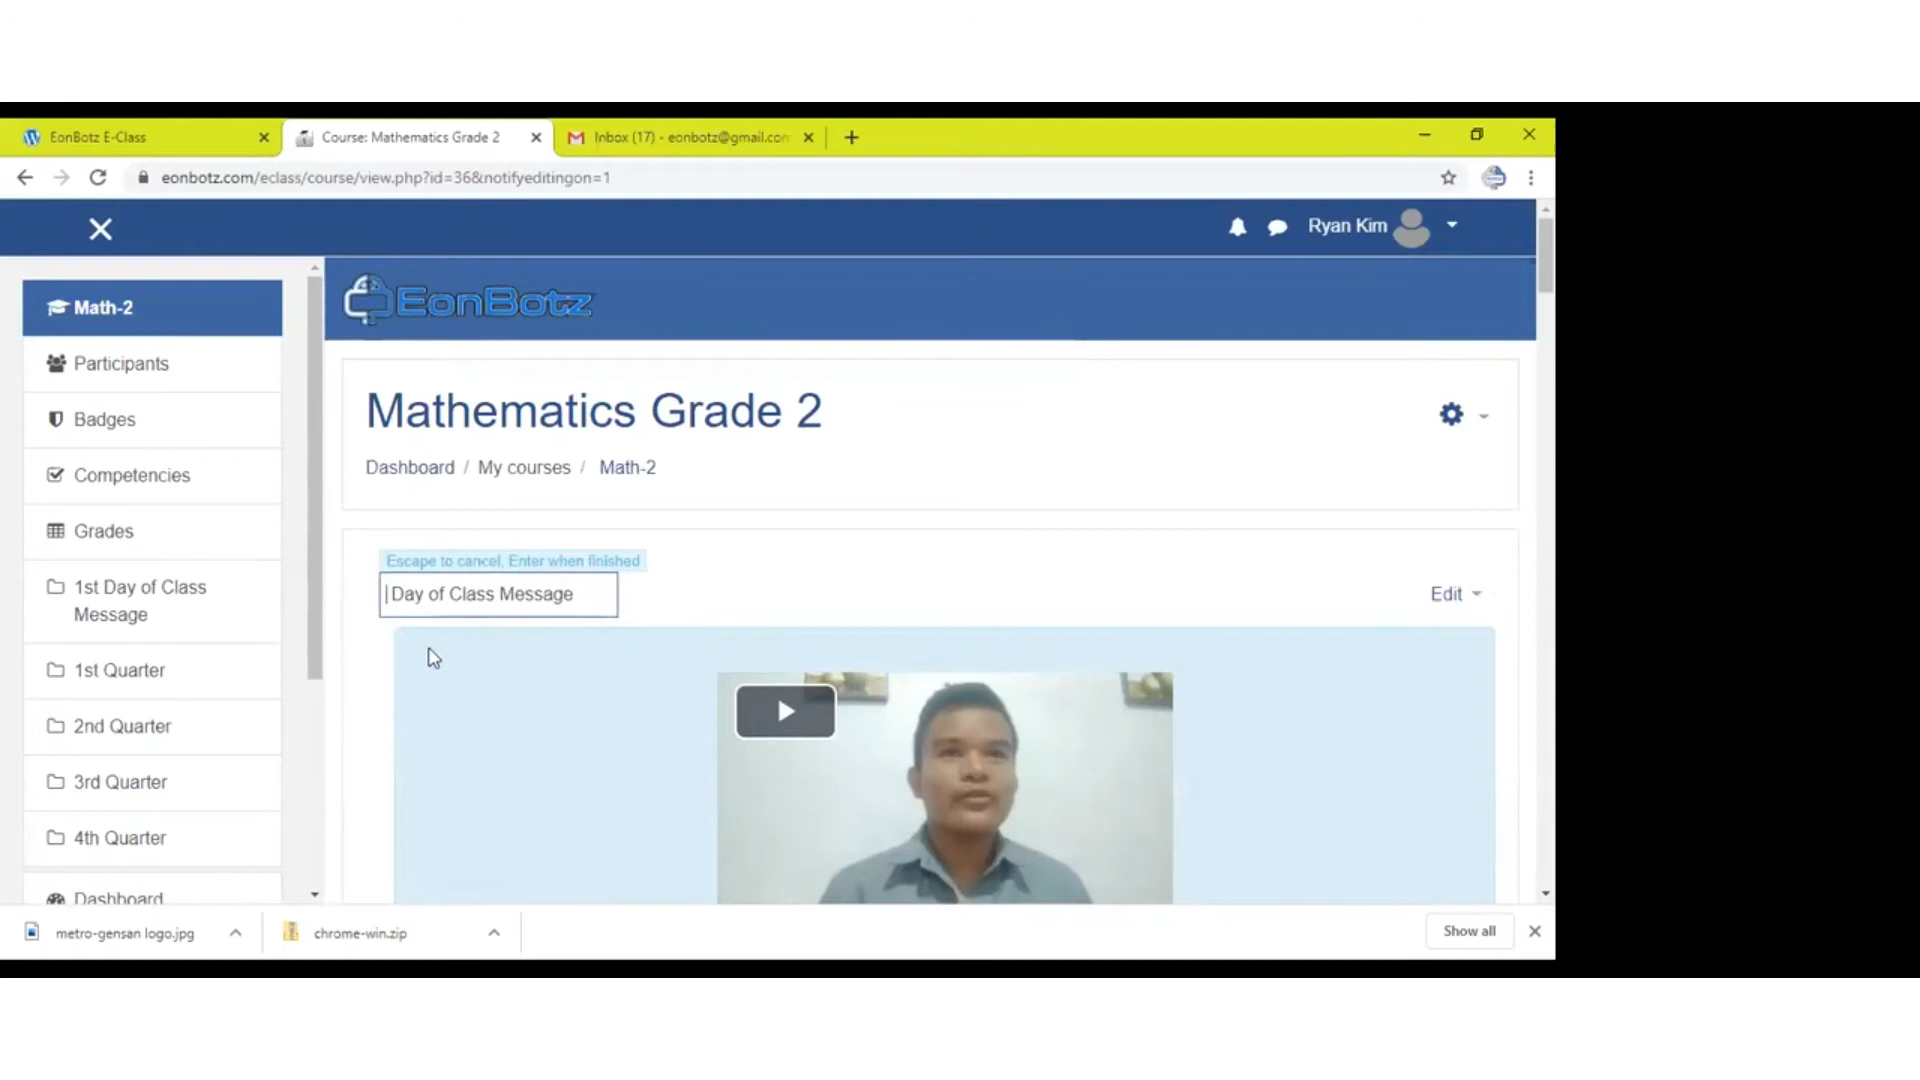 EonBotz E-Class
Course: Mathematics Grade 2
Inbox (17) - eonbotz@gmail.con
eonbotz.com/eclass/course/view.php?id=36&notifyeditingon=1
Ryan Kim
EonBotz
Math-2
Participants
Badges
Competencies
Grades
1st Day of Class
Message
1st Quarter
2nd Quarter
3rd Quarter
4th Quarter
Dashboard
Mathematics Grade 2
Dashboard / My courses / Math-2
Escape to cancel, Enter when finished
Day of Class Message
Edit
metro-gensan logo.jpg
chrome-win.zip
Show all